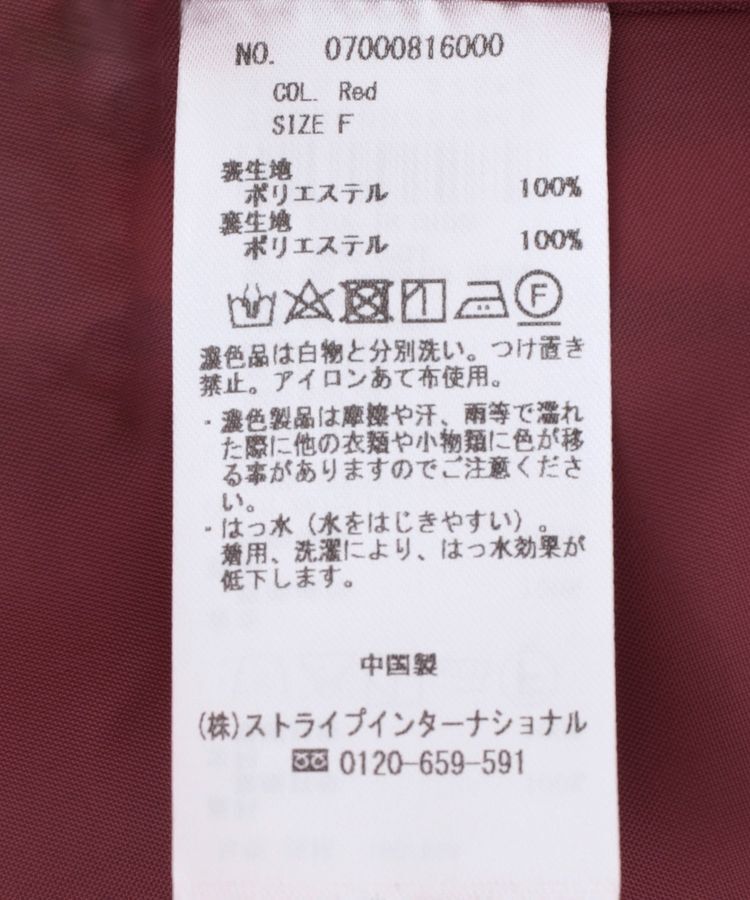 NO. 07000816000
COL. Red
SIZE F
表生地
ポリエステル 100%
裏生地
ポリエステル 100%
F
濃色品は白物と分別洗い。つけ置き
禁止。アイロンあて布使用。
・濃色製品は摩擦や汗、雨等で濡れ
た際に他の衣類や小物類に色が移
る事がありますのでご注意くださ
い。
・はっ水（水をはじきやすい）。
着用、洗濯により、はっ水効果が
低下します。
中国製
(株)ストライプインターナショナル
0120-659-591